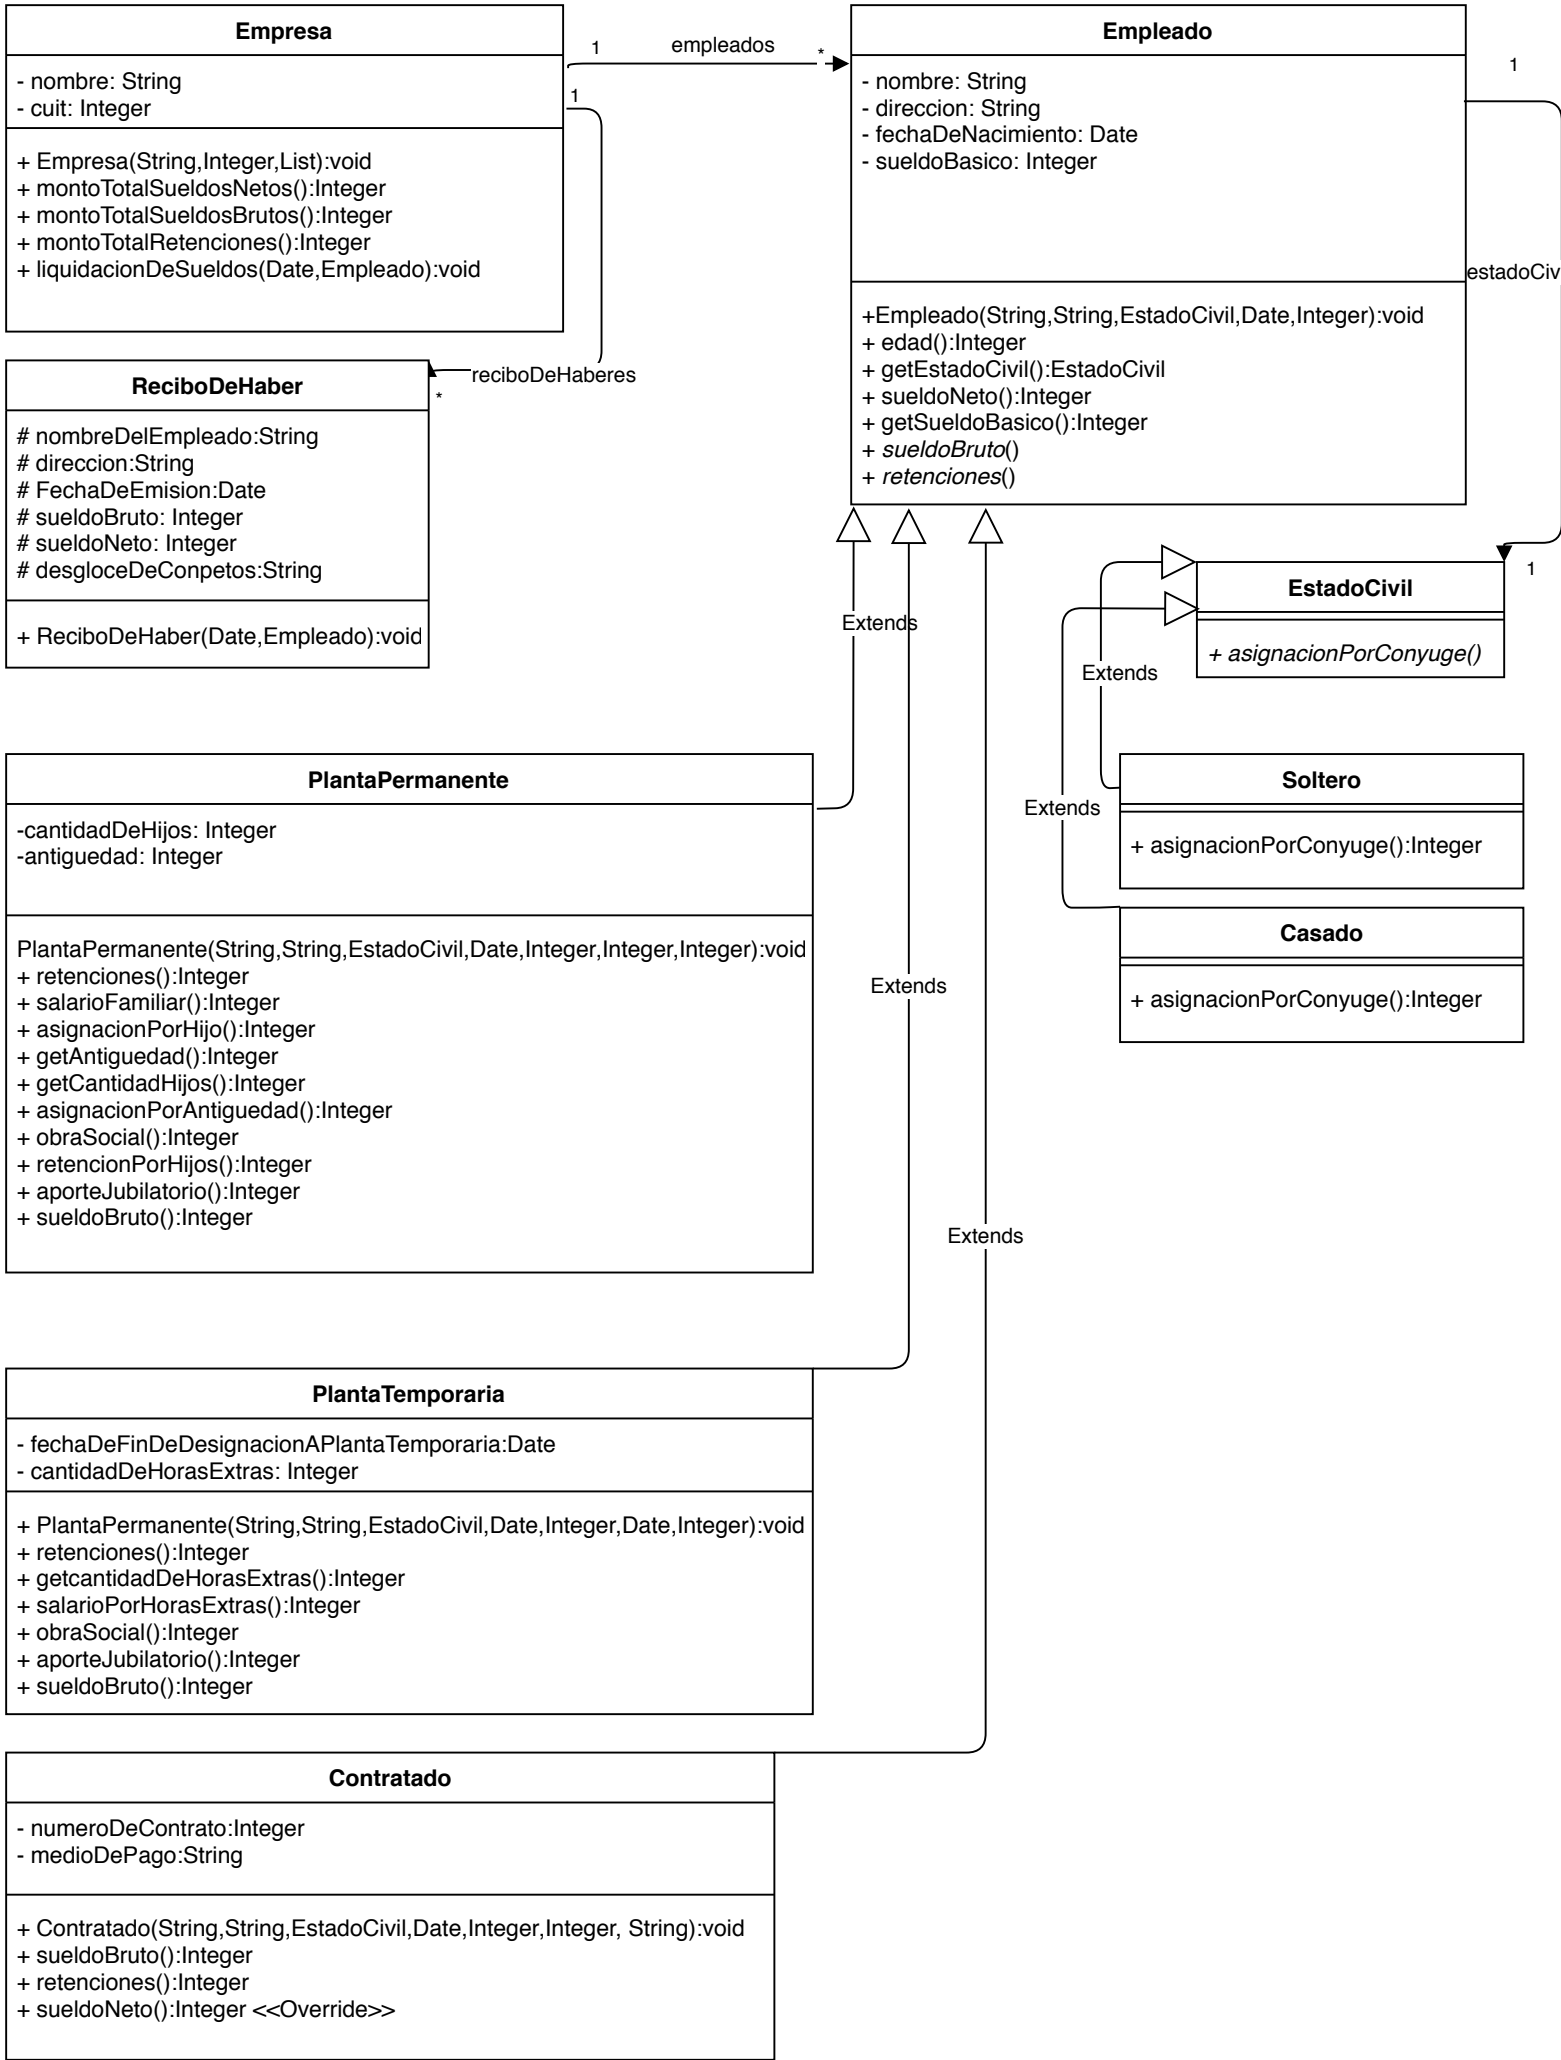 Empresa
- nombre: String
- cuit: Integer
+ Empresa(String,Integer,List):void
+ montoTotalSueldosNetos():Integer
+ montoTotalSueldosBrutos():Integer
+ montoTotalRetenciones():Integer
+ liquidacionDeSueldos(Date,Empleado):void
1
empleados
*
1
reciboDeHaberes
*
Empleado
- nombre: String
- direccion: String
- fechaDeNacimiento: Date
- sueldoBasico: Integer
+Empleado(String,String,EstadoCivil,Date,Integer):void
+ edad():Integer
+ getEstadoCivil():EstadoCivil
+ sueldoNeto():Integer
+ getSueldoBasico():Integer
+ sueldoBruto()
+ retenciones()
1
estadoCiv
1
ReciboDeHaber
# nombreDelEmpleado:String
# direccion:String
# FechaDeEmision:Date
# sueldoBruto: Integer
# sueldoNeto: Integer
# desgloceDeConpetos:String
+ ReciboDeHaber(Date,Empleado):void
Extends
EstadoCivil
+ asignacionPorConyuge()
Extends
Extends
Soltero
+ asignacionPorConyuge():Integer
Casado
+ asignacionPorConyuge():Integer
PlantaPermanente
-cantidadDeHijos: Integer
-antiguedad: Integer
PlantaPermanente(String,String,EstadoCivil,Date,Integer,Integer,Integer):void
+ retenciones():Integer
+ salarioFamiliar():Integer
+ asignacionPorHijo():Integer
+ getAntiguedad():Integer
+ getCantidadHijos():Integer
+ asignacionPorAntiguedad():Integer
+ obraSocial():Integer
+ retencionPorHijos():Integer
+ aporteJubilatorio():Integer
+ sueldoBruto():Integer
Extends
Extends
PlantaTemporaria
- fechaDeFinDeDesignacionAPlantaTemporaria:Date
- cantidadDeHorasExtras: Integer
+ PlantaPermanente(String,String,EstadoCivil,Date,Integer,Date,Integer):void
+ retenciones():Integer
+ getcantidadDeHorasExtras():Integer
+ salarioPorHorasExtras():Integer
+ obraSocial():Integer
+ aporteJubilatorio():Integer
+ sueldoBruto():Integer
Contratado
- numeroDeContrato:Integer
- medioDePago:String
+ Contratado(String,String,EstadoCivil,Date,Integer,Integer, String):void
+ sueldoBruto():Integer
+ retenciones():Integer
+ sueldoNeto():Integer <<Override>>